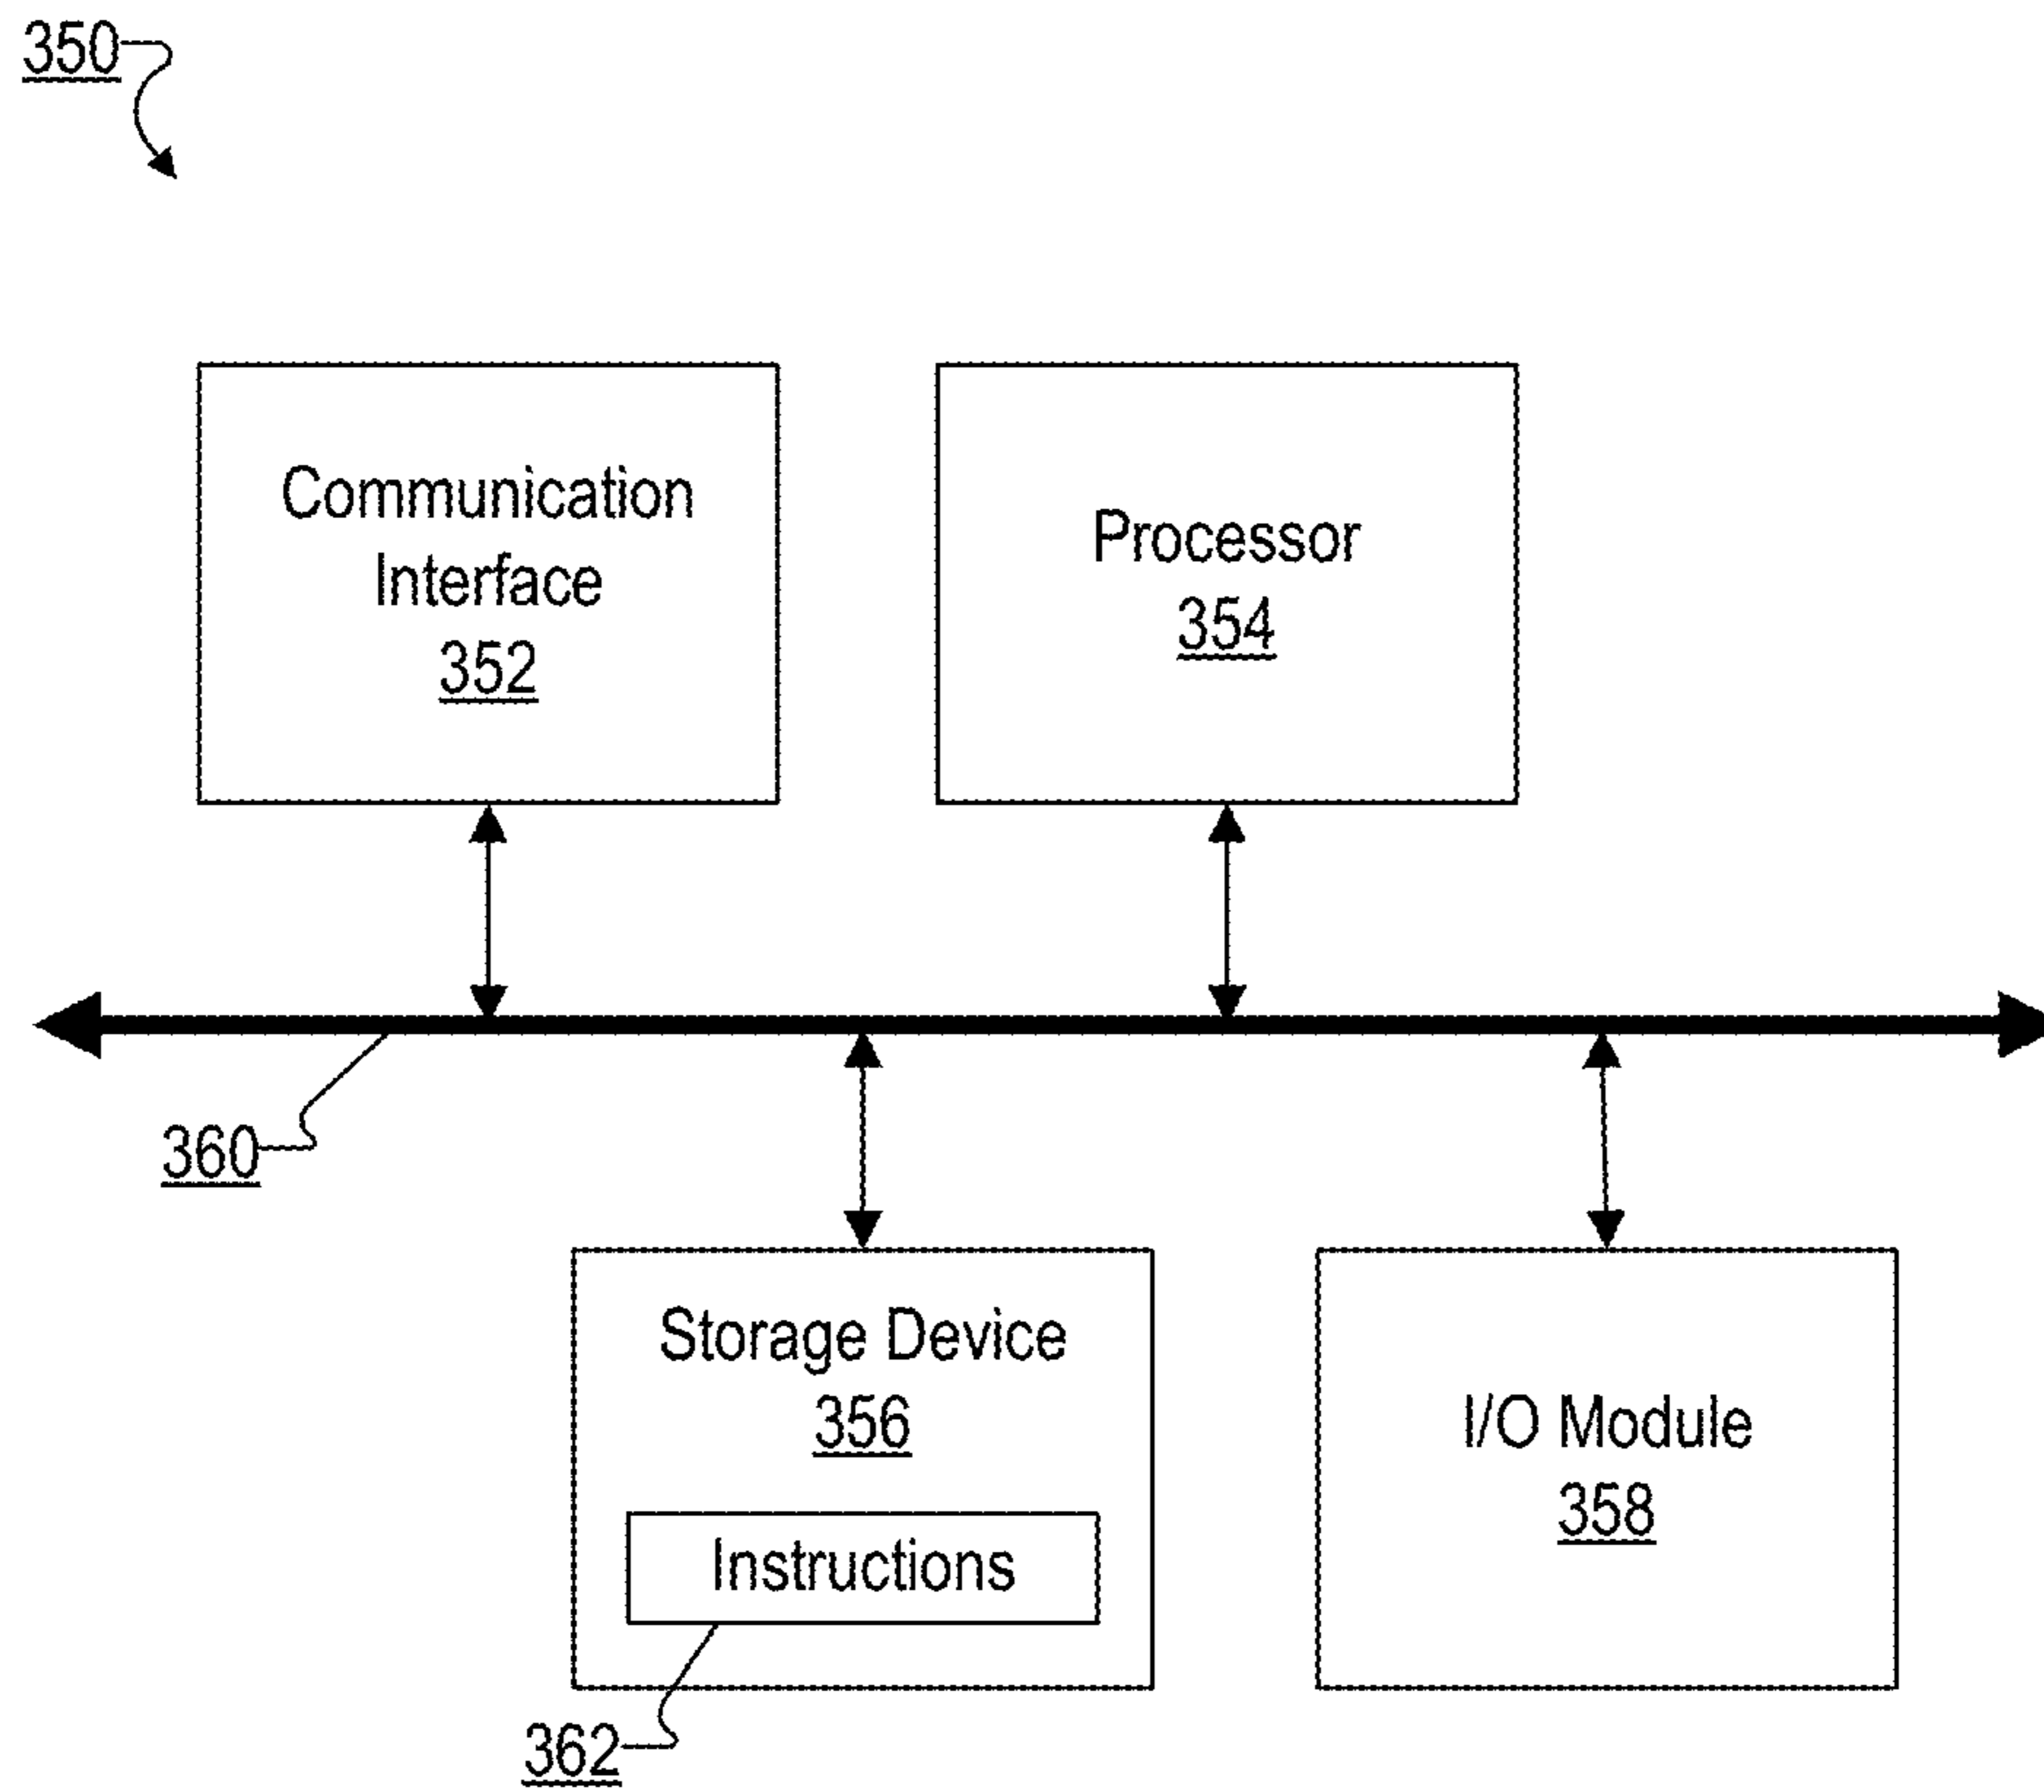 350
Communication
Interface
352
Processor
354
360
Storage Device
356
Instructions
362
I/O Module
358